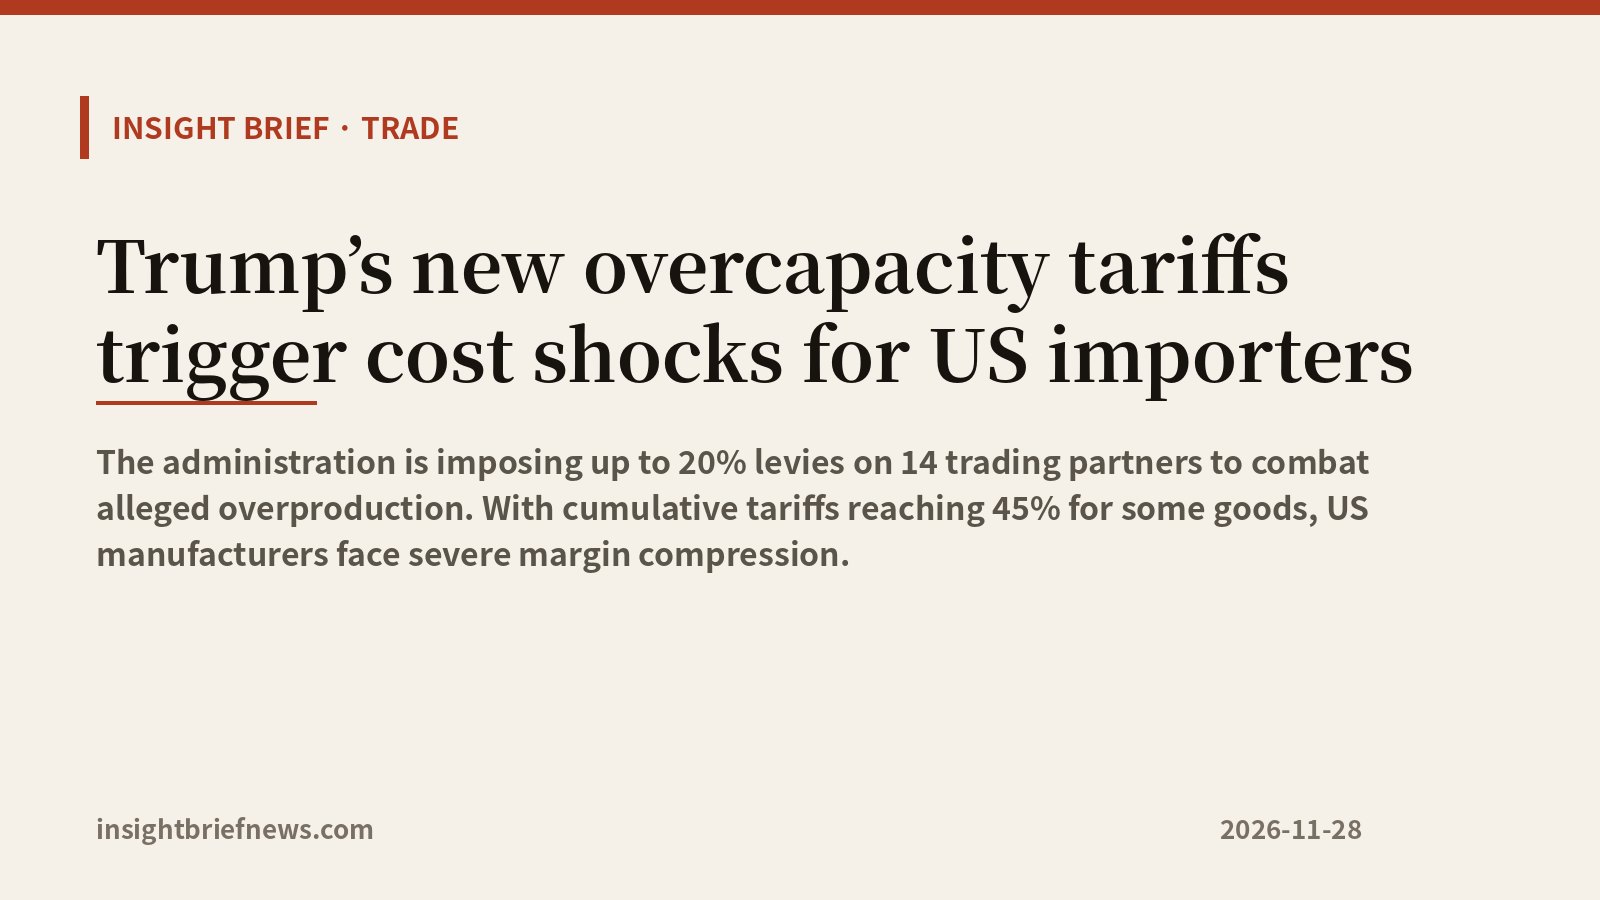 INSIGHT BRIEF · TRADE
Trump’s new overcapacity tariffs
trigger cost shocks for US importers
The administration is imposing up to 20% levies on 14 trading partners to combat
alleged overproduction. With cumulative tariffs reaching 45% for some goods, US
manufacturers face severe margin compression.
insightbriefnews.com
2026-11-28